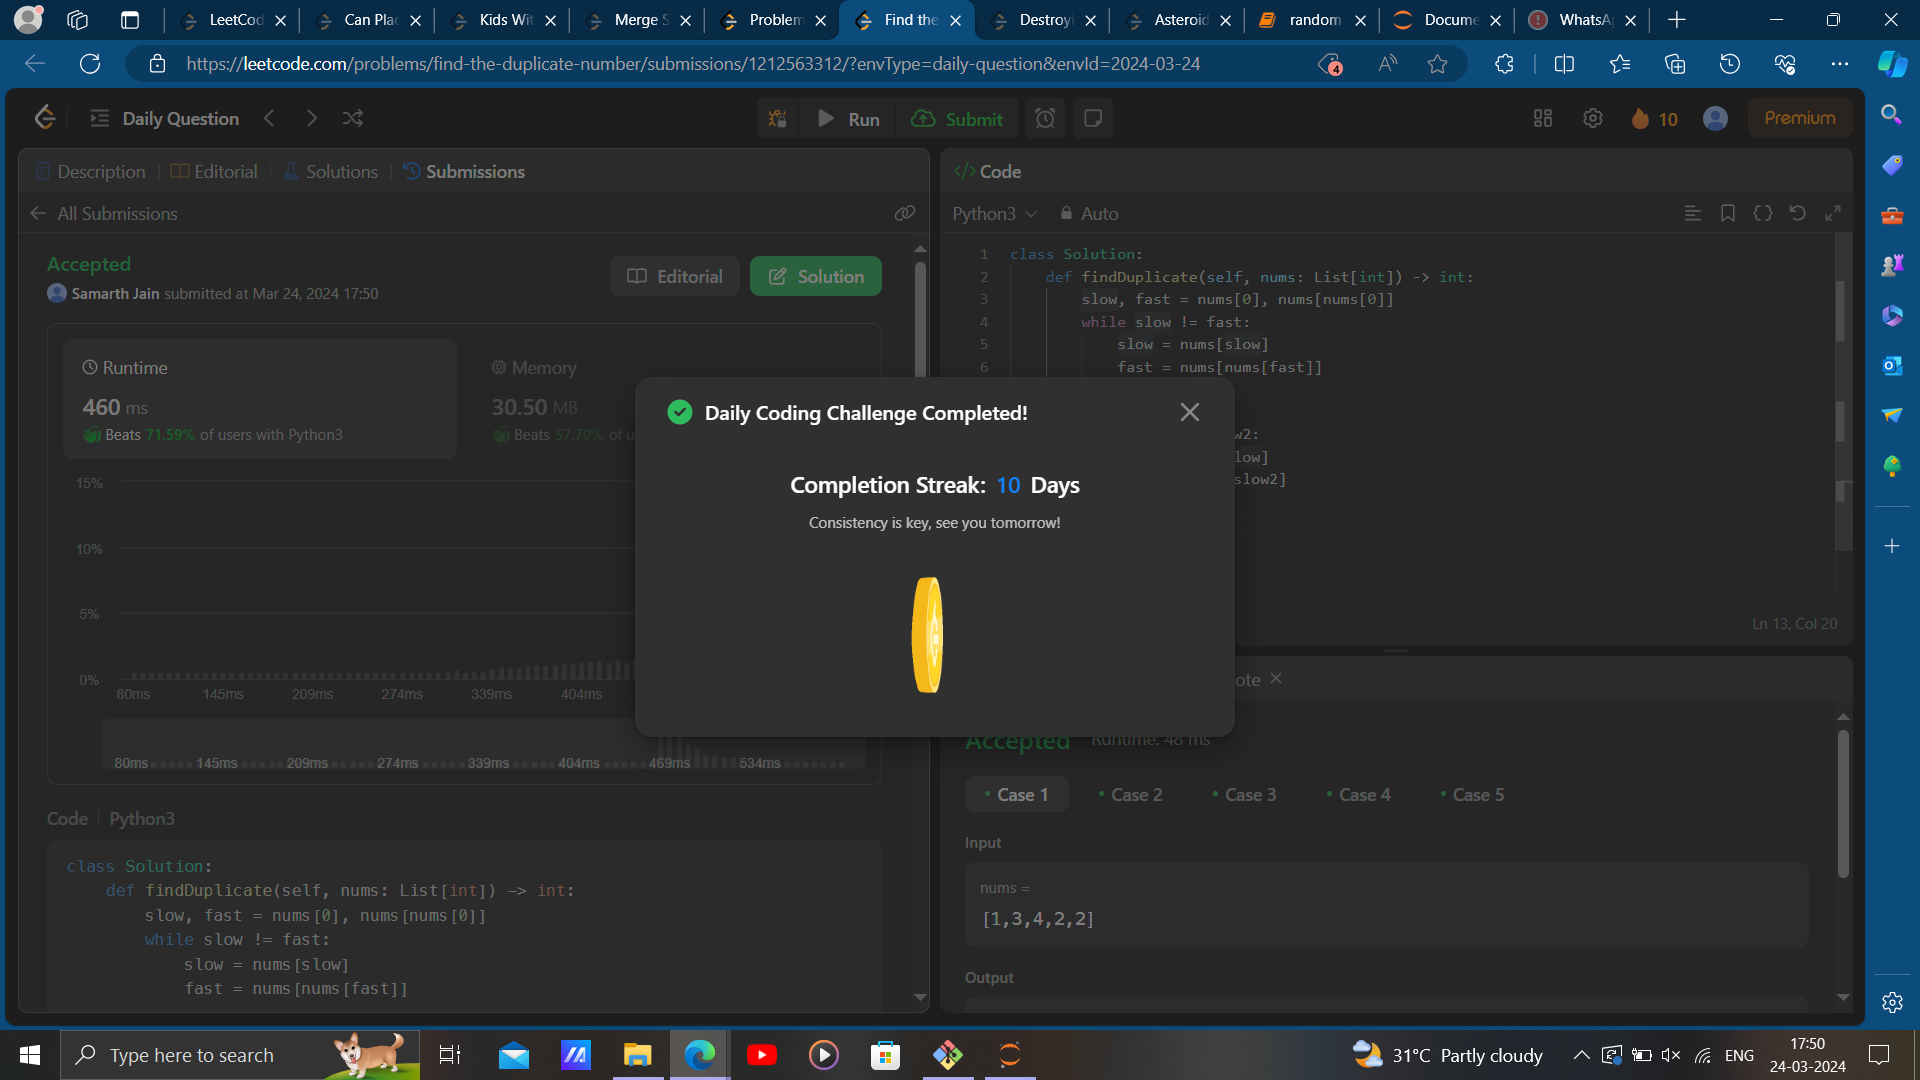 LeetCod
Can Plac
Kids Wit
Merge S
Problem
Find the
Destroyi
Asteroid
random
Docume
WhatsA
https://leetcode.com/problems/find-the-duplicate-number/submissions/1212563312/?envType=daily-question&envId=2024-03-24
4
Daily Question
Run
Submit
10
Premium
Description
Editorial
Solutions
Submissions
All Submissions
Accepted
Samarth Jain submitted at Mar 24, 2024 17:50
Editorial
Solution
Runtime
460 ms
Beats 71.59% of users with Python3
Memory
30.50 MB
Beats 57.70% of u
15%
10%
5%
0%
80ms 145ms 209ms 274ms 339ms 404ms
80ms 145ms 209ms 274ms 339ms 404ms 469ms 534ms
Code | Python3
class Solution:
def findDuplicate(self, nums: List[int]) -> int:
slow, fast = nums[0], nums[nums[0]]
while slow != fast:
slow = nums[slow]
fast = nums[nums[fast]]
Daily Coding Challenge Completed!
Completion Streak: 10 Days
Consistency is key, see you tomorrow!
</> Code
Python3
Auto
1 class Solution:
2 def findDuplicate(self, nums: List[int]) -> int:
3 slow, fast = nums[0], nums[nums[0]]
4 while slow != fast:
5 slow = nums[slow]
6 fast = nums[nums[fast]]
w2:
low]
slow2]
Ln 13, Col 20
ote
Accepted
Runtime: 48 ms
Case 1
Case 2
Case 3
Case 4
Case 5
Input
nums =
[1,3,4,2,2]
Output
Type here to search
31°C Partly cloudy
ENG
17:50
24-03-2024